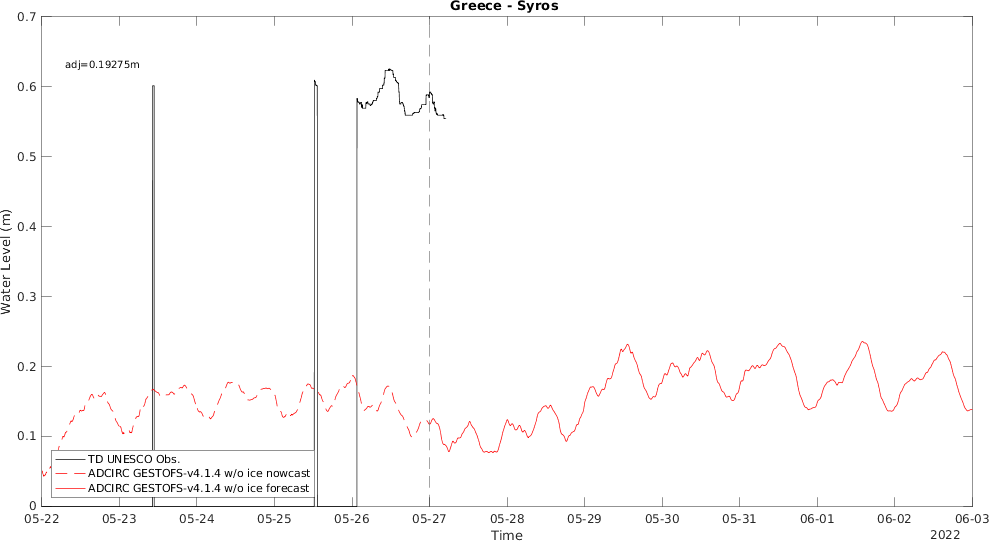 Greece - Syros
adj=0.19275m
0.7
0.6
0.5
0.4
0.3
0.2
0.1
0
Water Level (m)
TD UNESCO Obs.
ADCIRC GESTOFS-v4.1.4 w/o ice nowcast
ADCIRC GESTOFS-v4.1.4 w/o ice forecast
05-22 05-23 05-24 05-25 05-26 05-27 05-28 05-29 05-30 05-31 06-01 06-02 06-03
Time
2022